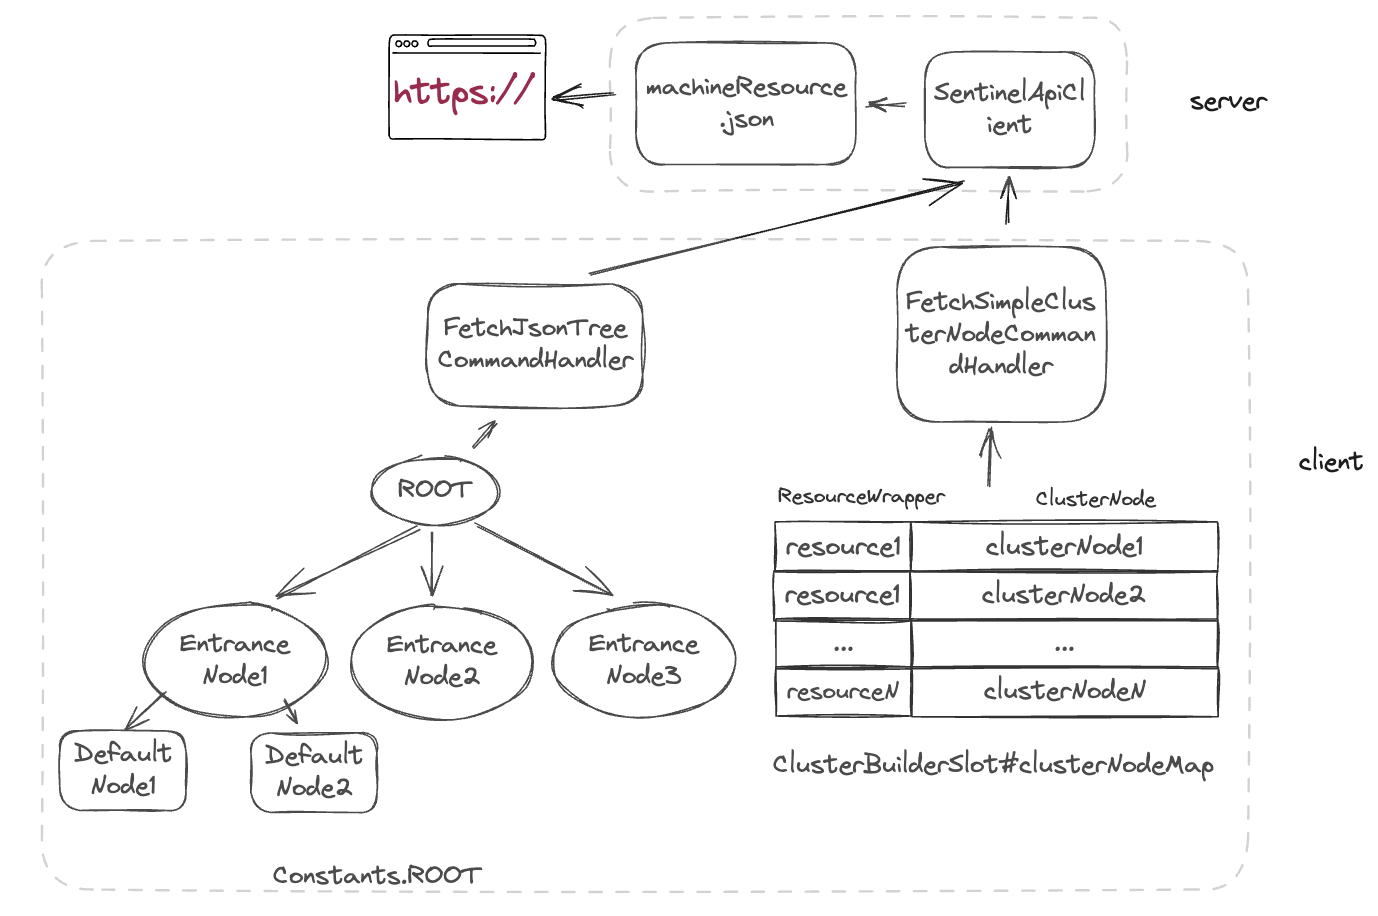 https://
machineResource
.json
SentinelApiCl
ient
server
FetchJsonTree
CommandHandler
FetchSimpleClus
terNodeComman
dHandler
client
ROOT
ResourceWrapper
ClusterNode
resource1
clusterNode1
resource1
clusterNode2
...
...
resourceN
clusterNodeN
Entrance
Node1
Entrance
Node2
Entrance
Node3
Default
Node1
Default
Node2
ClusterBuilderSlot#clusterNodeMap
Constants.ROOT